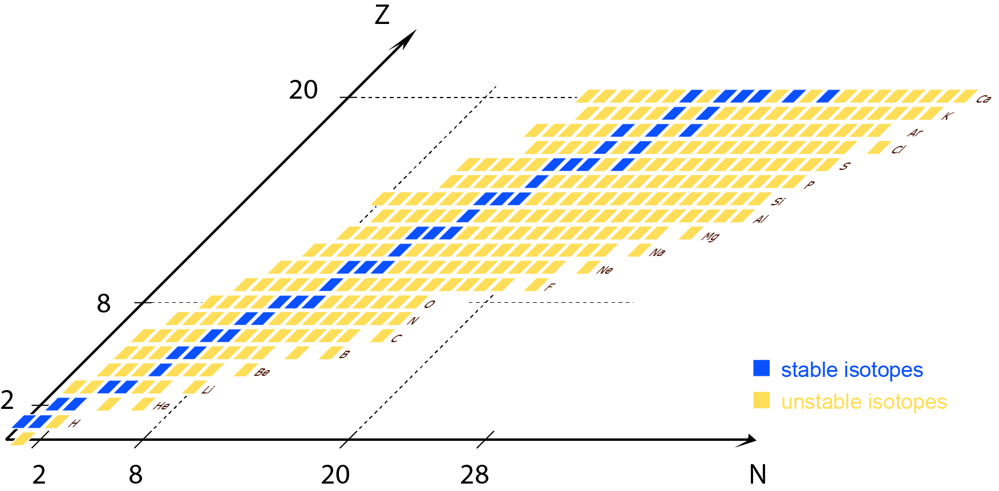 Z
20
Ca
K
Ar
Cl
S
P
Si
Al
Mg
Na
Ne
F
8
O
N
C
B
Be
Li
2
He
H
stable isotopes
unstable isotopes
2
8
20
28
N